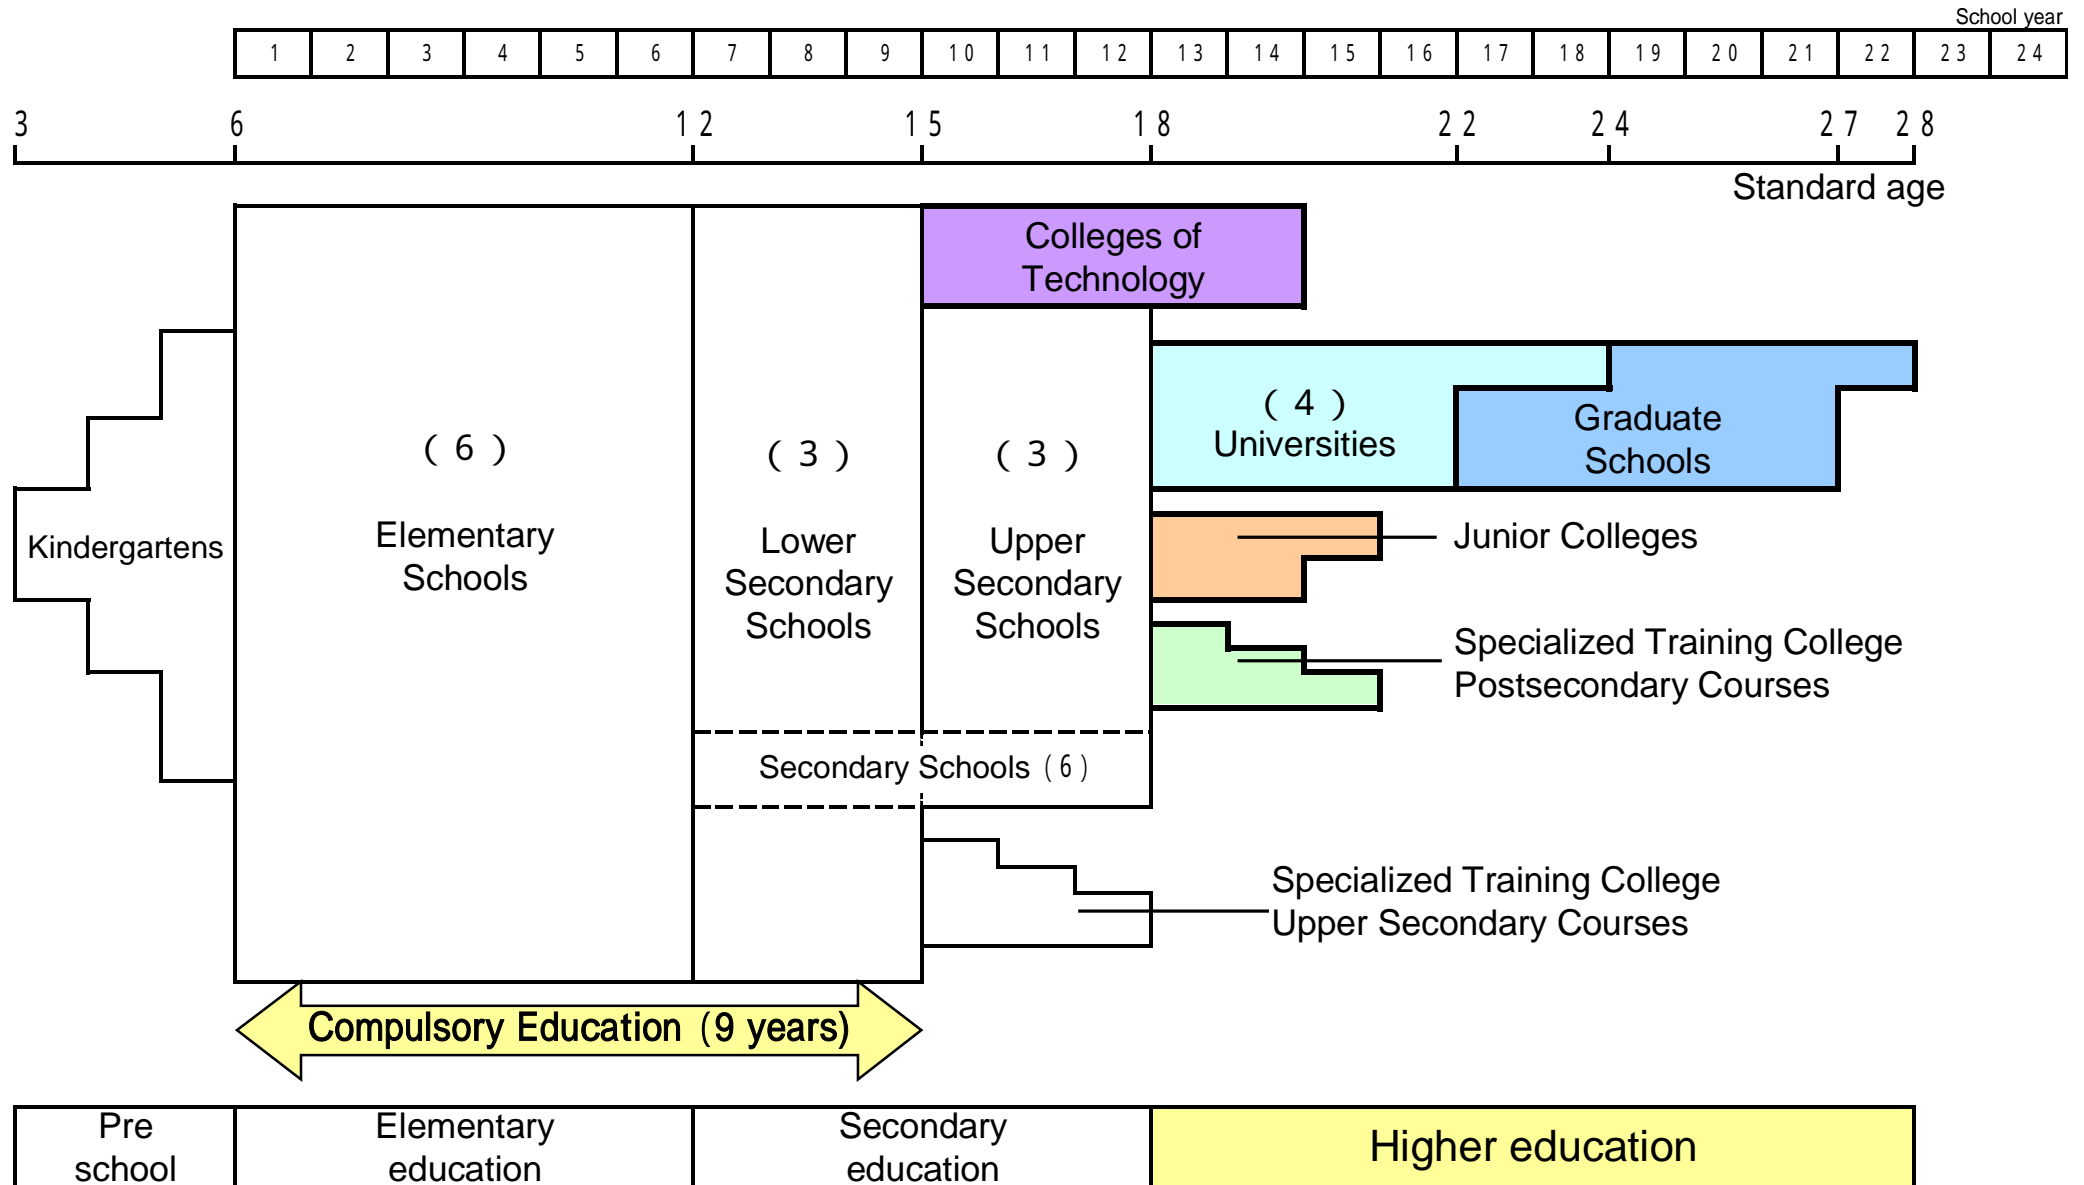 School year
1 2 3 4 5 6 7 8 9 10 11 12 13 14 15 16 17 18 19 20 21 22 23 24
3 6 12 15 18 22 24 27 28
Standard age
Colleges of
Technology
(4)
Universities
Graduate
Schools
Kindergartens
(6)
Elementary
Schools
(3)
Lower
Secondary
Schools
(3)
Upper
Secondary
Schools
Junior Colleges
Specialized Training College
Postsecondary Courses
Secondary Schools (6)
Specialized Training College
Upper Secondary Courses
Compulsory Education (9 years)
Pre
school
Elementary
education
Secondary
education
Higher education